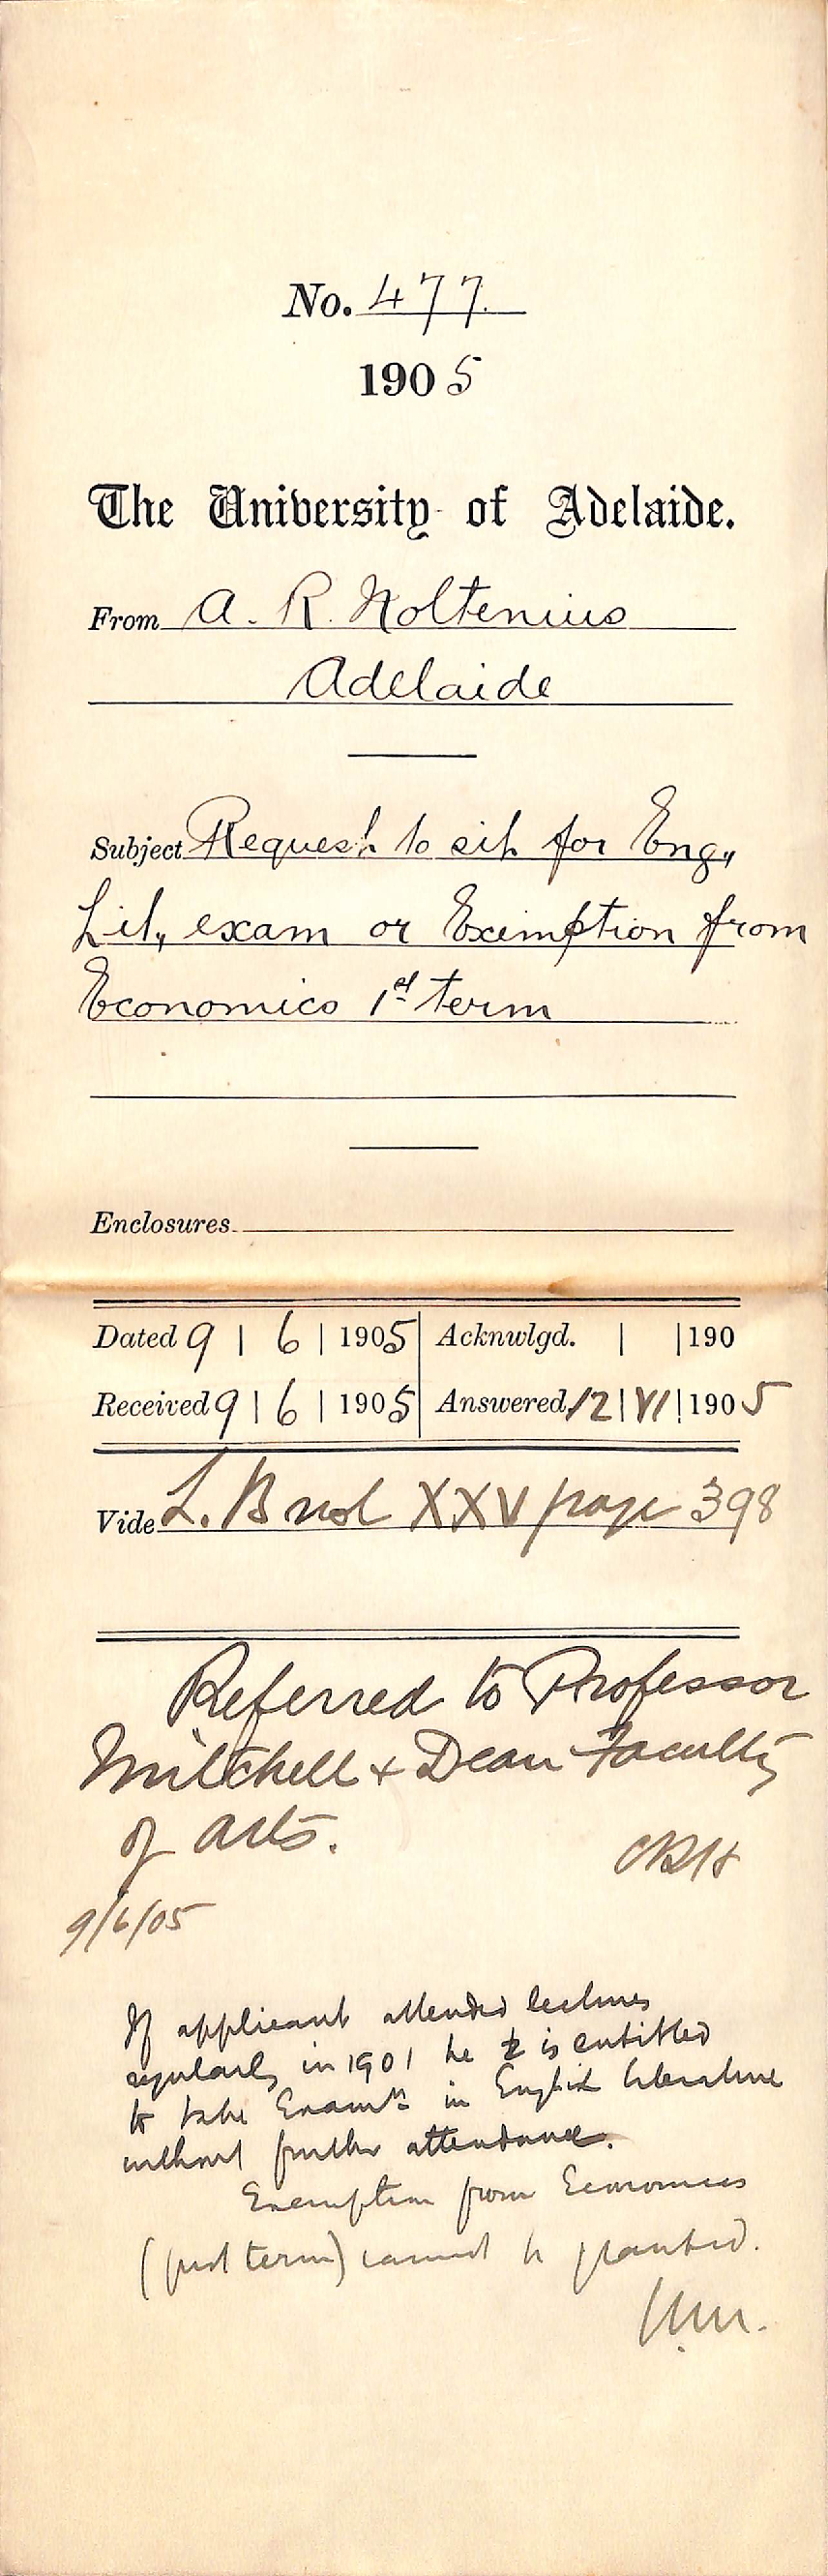 No. 477.
1905
The University of Adelaide.
From A. R. Noltenius
Adelaide
Subject Request to sit for Eng.,
Lit., exam or Exemption from
Economics 1st term
Enclosures
Dated 9 | 6 | 1905 | Acknwlgd. | | 190
Received 9 | 6 | 1905 | Answered 12 | VI | 1905
Vide L. B vol XXV page 398
Referred to Professor
Mitchell & Dean Faculty
of Arts.
CRH
9/6/05
If applicant attended lectures
regularly in 1901 he is entitled
to take Examn in English literature
without further attendance.
Exemption from Economics
(first term) cannot be granted.
W.M.